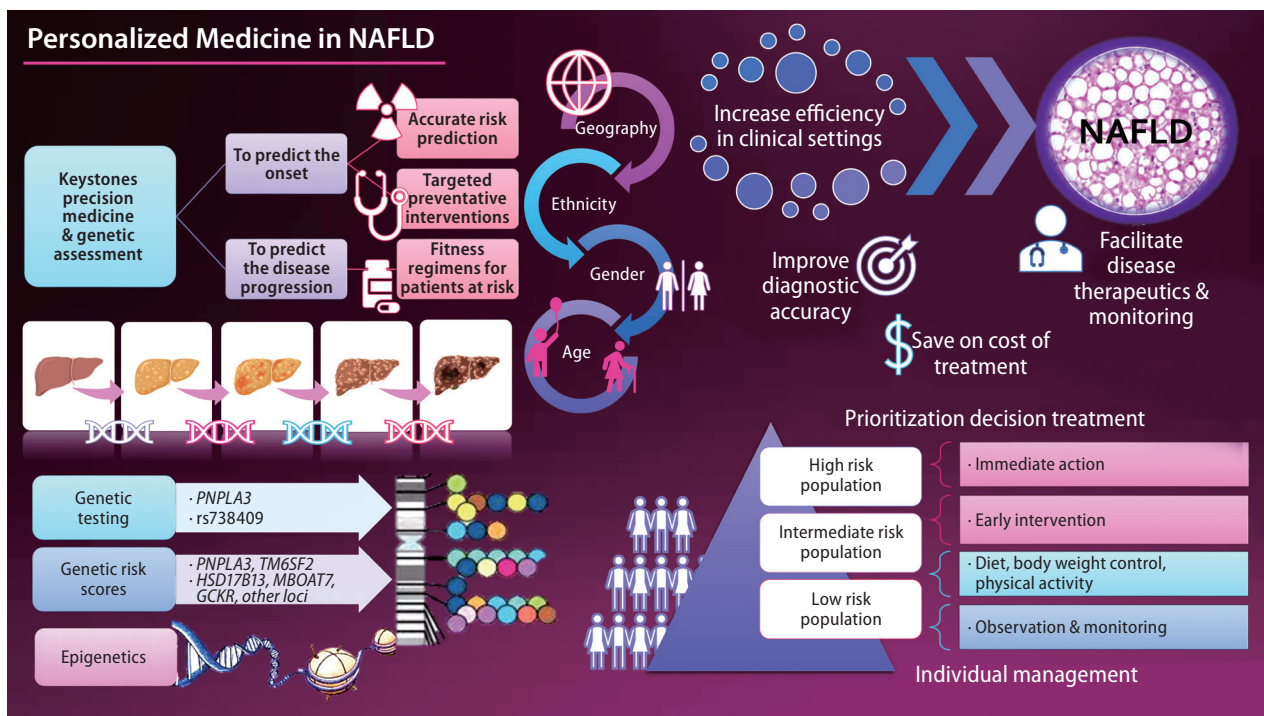 Personalized Medicine in NAFLD
Keystones
precision
medicine
& genetic
assessment
To predict the
onset
To predict
the disease
progression
Accurate risk
prediction
Targeted
preventative
interventions
Fitness
regimens for
patients at risk
Geography
Ethnicity
Gender
Age
Increase efficiency
in clinical settings
NAFLD
Improve
diagnostic
accuracy
$
Save on cost of
treatment
Facilitate
disease
therapeutics &
monitoring
Genetic
testing
· PNPLA3
· rs738409
Genetic risk
scores
· PNPLA3, TM6SF2
· HSD17B13, MBOAT7,
GCKR, other loci
Epigenetics
Prioritization decision treatment
High risk
population
Intermediate risk
population
Low risk
population
· Immediate action
· Early intervention
· Diet, body weight control,
physical activity
· Observation & monitoring
Individual management